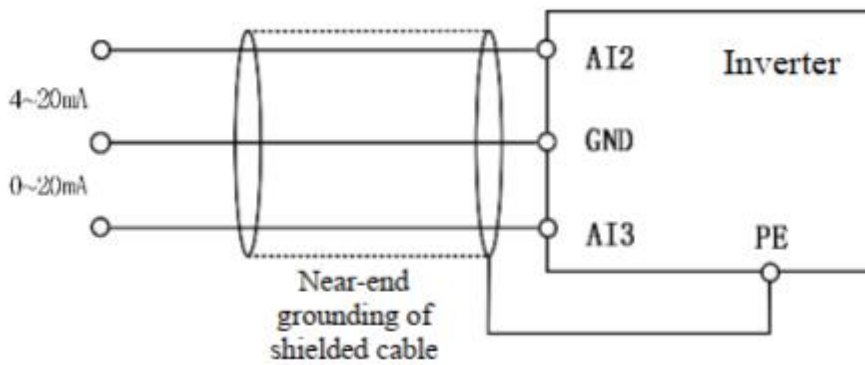 AI2
Inverter
4~20mA
GND
0~20mA
AI3
PE
Near-end
grounding of
shielded cable